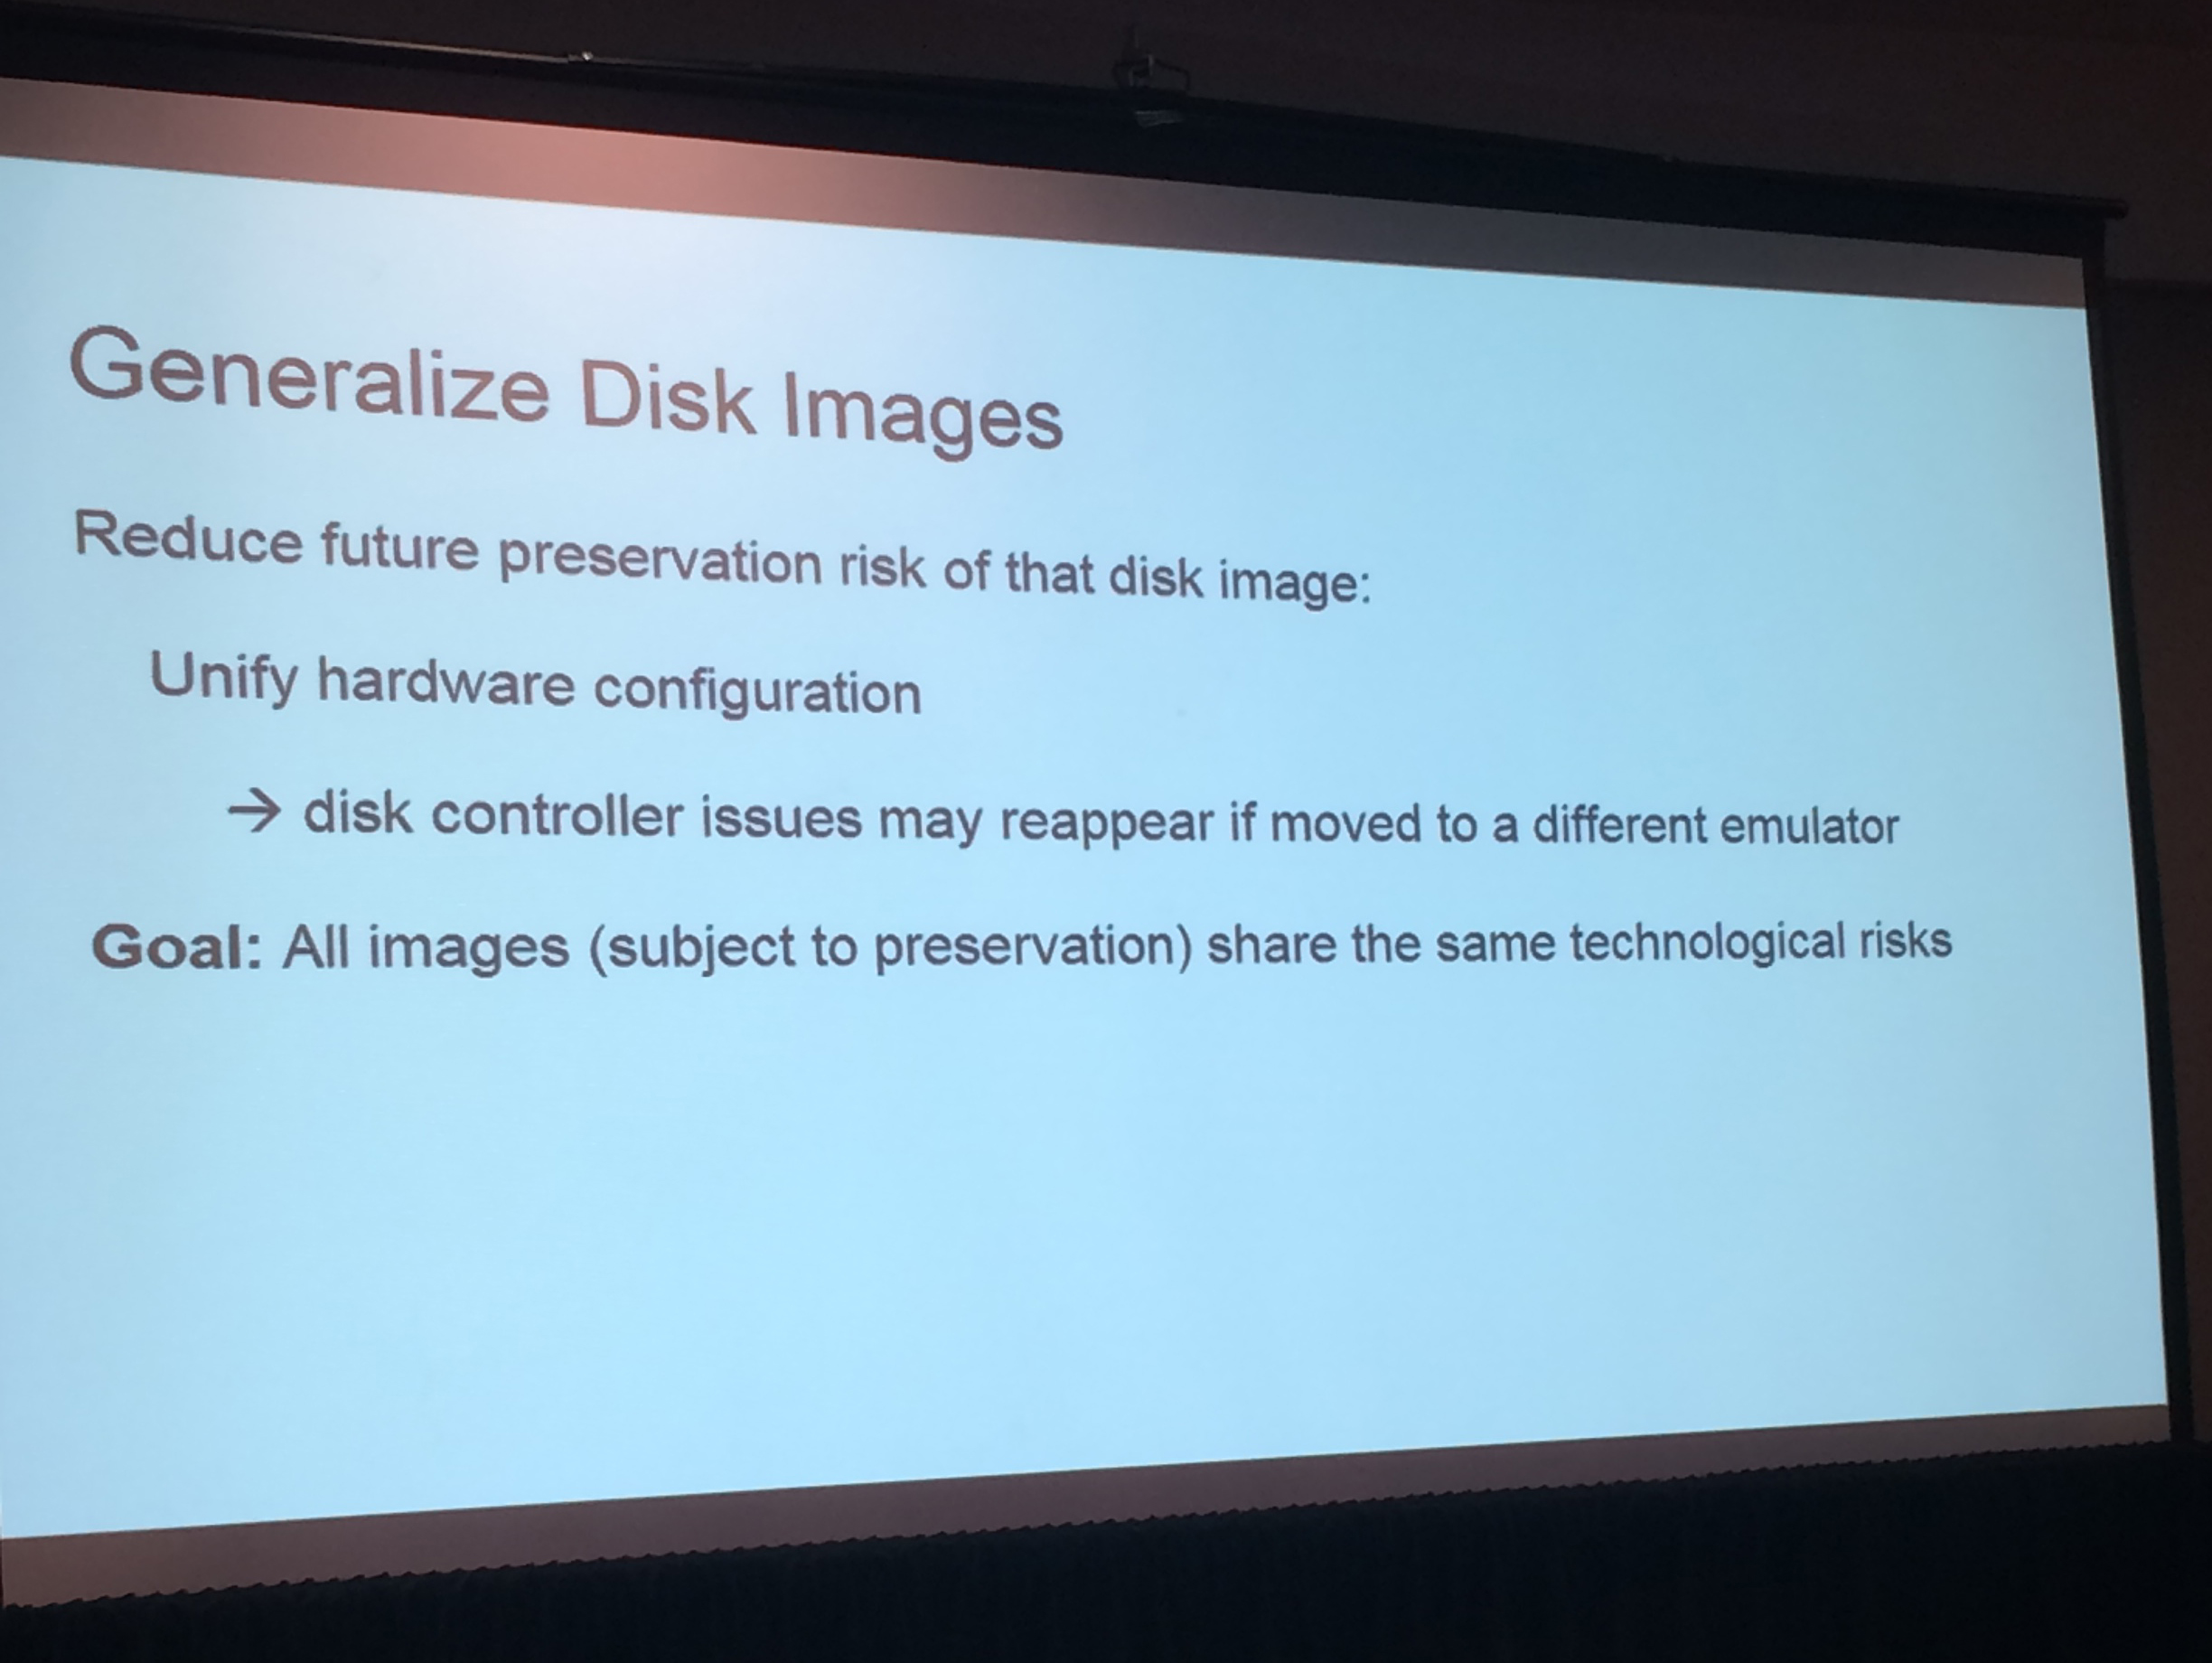 Generalize Disk Images
Reduce future preservation risk of that disk image:
Unify hardware configuration
→ disk controller issues may reappear if moved to a different emulator
Goal: All images (subject to preservation) share the same technological risks